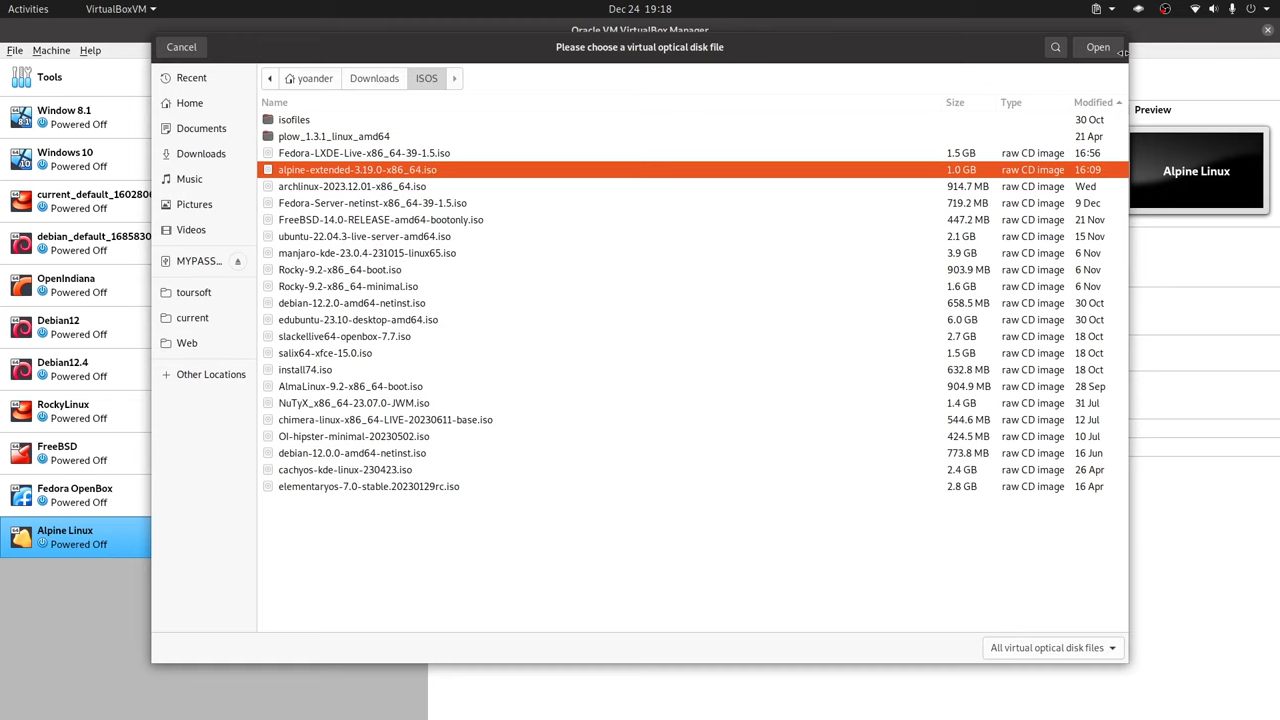 Activities VirtualBoxVM Dec 24 19:18
Oracle VM VirtualBox Manager
File Machine Help
Cancel Please choose a virtual optical disk file Open
Tools
Window 8.1
Powered Off
Windows 10
Powered Off
current_default_1602806
Powered Off
debian_default_1685830
Powered Off
OpenIndiana
Powered Off
Debian12
Powered Off
Debian12.4
Powered Off
RockyLinux
Powered Off
FreeBSD
Powered Off
Fedora OpenBox
Powered Off
Alpine Linux
Powered Off
Recent
Home
Documents
Downloads
Music
Pictures
Videos
MYPASS...
toursoft
current
Web
Other Locations
yoander Downloads ISOS
Name Size Type Modified
isofiles 30 Oct
plow_1.3.1_linux_amd64 21 Apr
Fedora-LXDE-Live-x86_64-39-1.5.iso 1.5 GB raw CD image 16:56
alpine-extended-3.19.0-x86_64.iso 1.0 GB raw CD image 16:09
archlinux-2023.12.01-x86_64.iso 914.7 MB raw CD image Wed
Fedora-Server-netinst-x86_64-39-1.5.iso 719.2 MB raw CD image 9 Dec
FreeBSD-14.0-RELEASE-amd64-bootonly.iso 447.2 MB raw CD image 21 Nov
ubuntu-22.04.3-live-server-amd64.iso 2.1 GB raw CD image 15 Nov
manjaro-kde-23.0.4-231015-linux65.iso 3.9 GB raw CD image 6 Nov
Rocky-9.2-x86_64-boot.iso 903.9 MB raw CD image 6 Nov
Rocky-9.2-x86_64-minimal.iso 1.6 GB raw CD image 6 Nov
debian-12.2.0-amd64-netinst.iso 658.5 MB raw CD image 30 Oct
edubuntu-23.10-desktop-amd64.iso 6.0 GB raw CD image 30 Oct
slackellive64-openbox-7.7.iso 2.7 GB raw CD image 18 Oct
salix64-xfce-15.0.iso 1.5 GB raw CD image 18 Oct
install74.iso 632.8 MB raw CD image 18 Oct
AlmaLinux-9.2-x86_64-boot.iso 904.9 MB raw CD image 28 Sep
NuTyX_x86_64-23.07.0-JWM.iso 1.4 GB raw CD image 31 Jul
chimera-linux-x86_64-LIVE-20230611-base.iso 544.6 MB raw CD image 12 Jul
OI-hipster-minimal-20230502.iso 424.5 MB raw CD image 10 Jul
debian-12.0.0-amd64-netinst.iso 773.8 MB raw CD image 16 Jun
cachyos-kde-linux-230423.iso 2.4 GB raw CD image 26 Apr
elementaryos-7.0-stable.20230129rc.iso 2.8 GB raw CD image 16 Apr
All virtual optical disk files
Preview
Alpine Linux